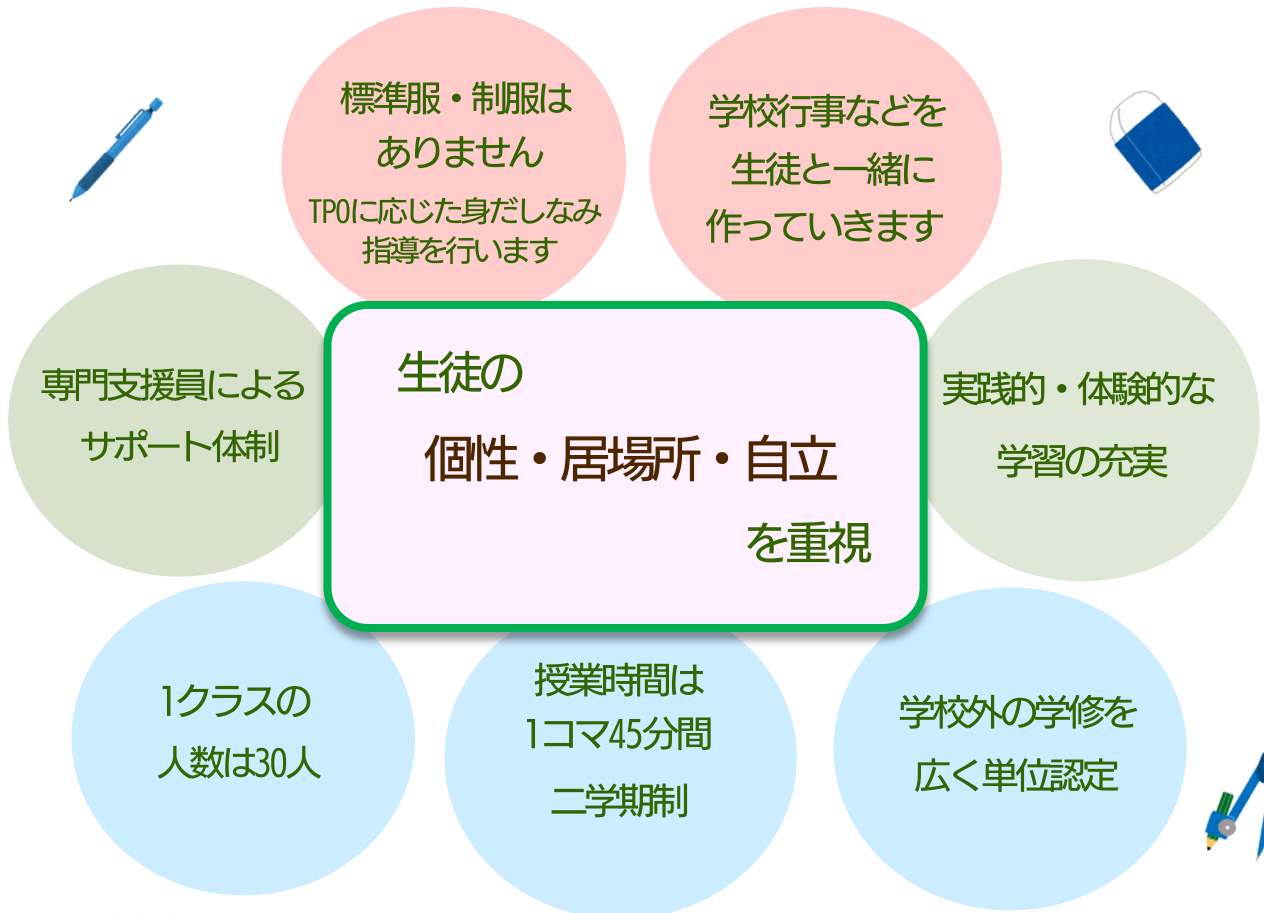 標準服・制服は
ありません
TPOに応じた身だしなみ
指導を行います
学校行事などを
生徒と一緒に
作っていきます
専門支援員による
サポート体制
生徒の
個性・居場所・自立
を重視
実践的・体験的な
学習の充実
1クラスの
人数は30人
授業時間は
1コマ45分間
二学期制
学校外の学修を
広く単位認定